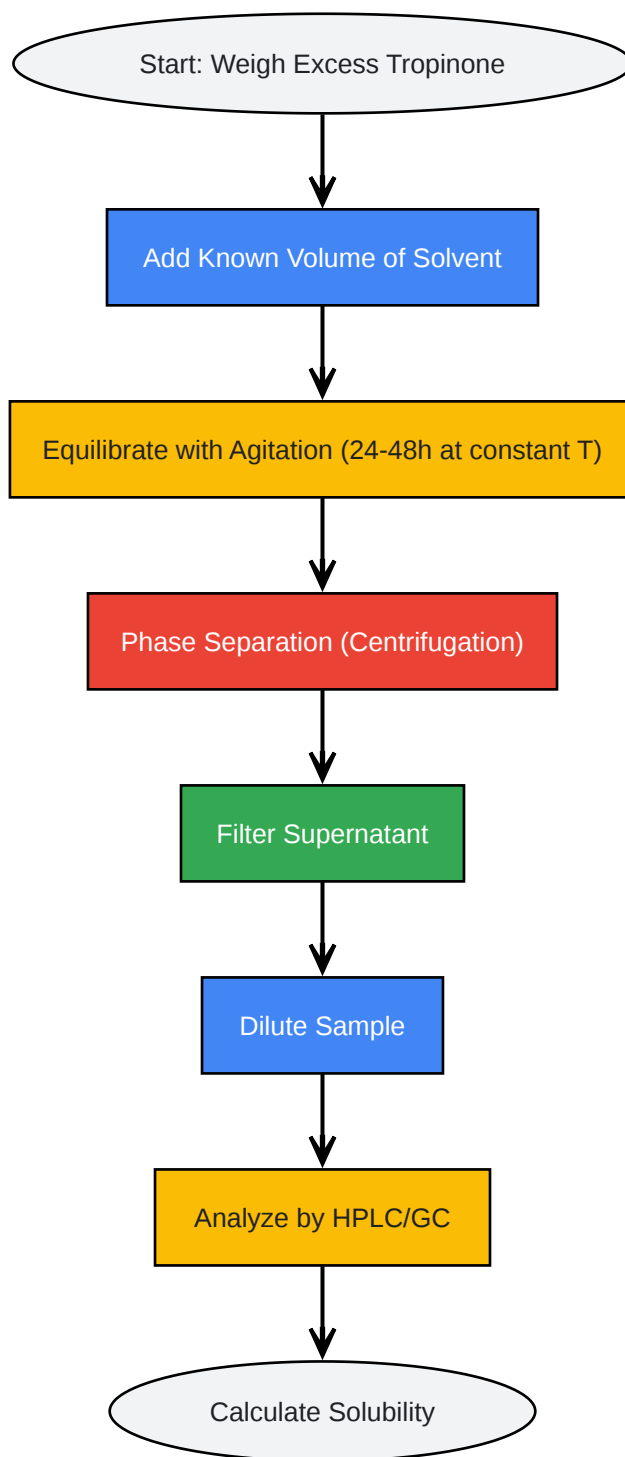 Start: Weigh Excess Tropinone
Add Known Volume of Solvent
Equilibrate with Agitation (24-48h at constant T)
Phase Separation (Centrifugation)
Filter Supernatant
Dilute Sample
Analyze by HPLC/GC
Calculate Solubility